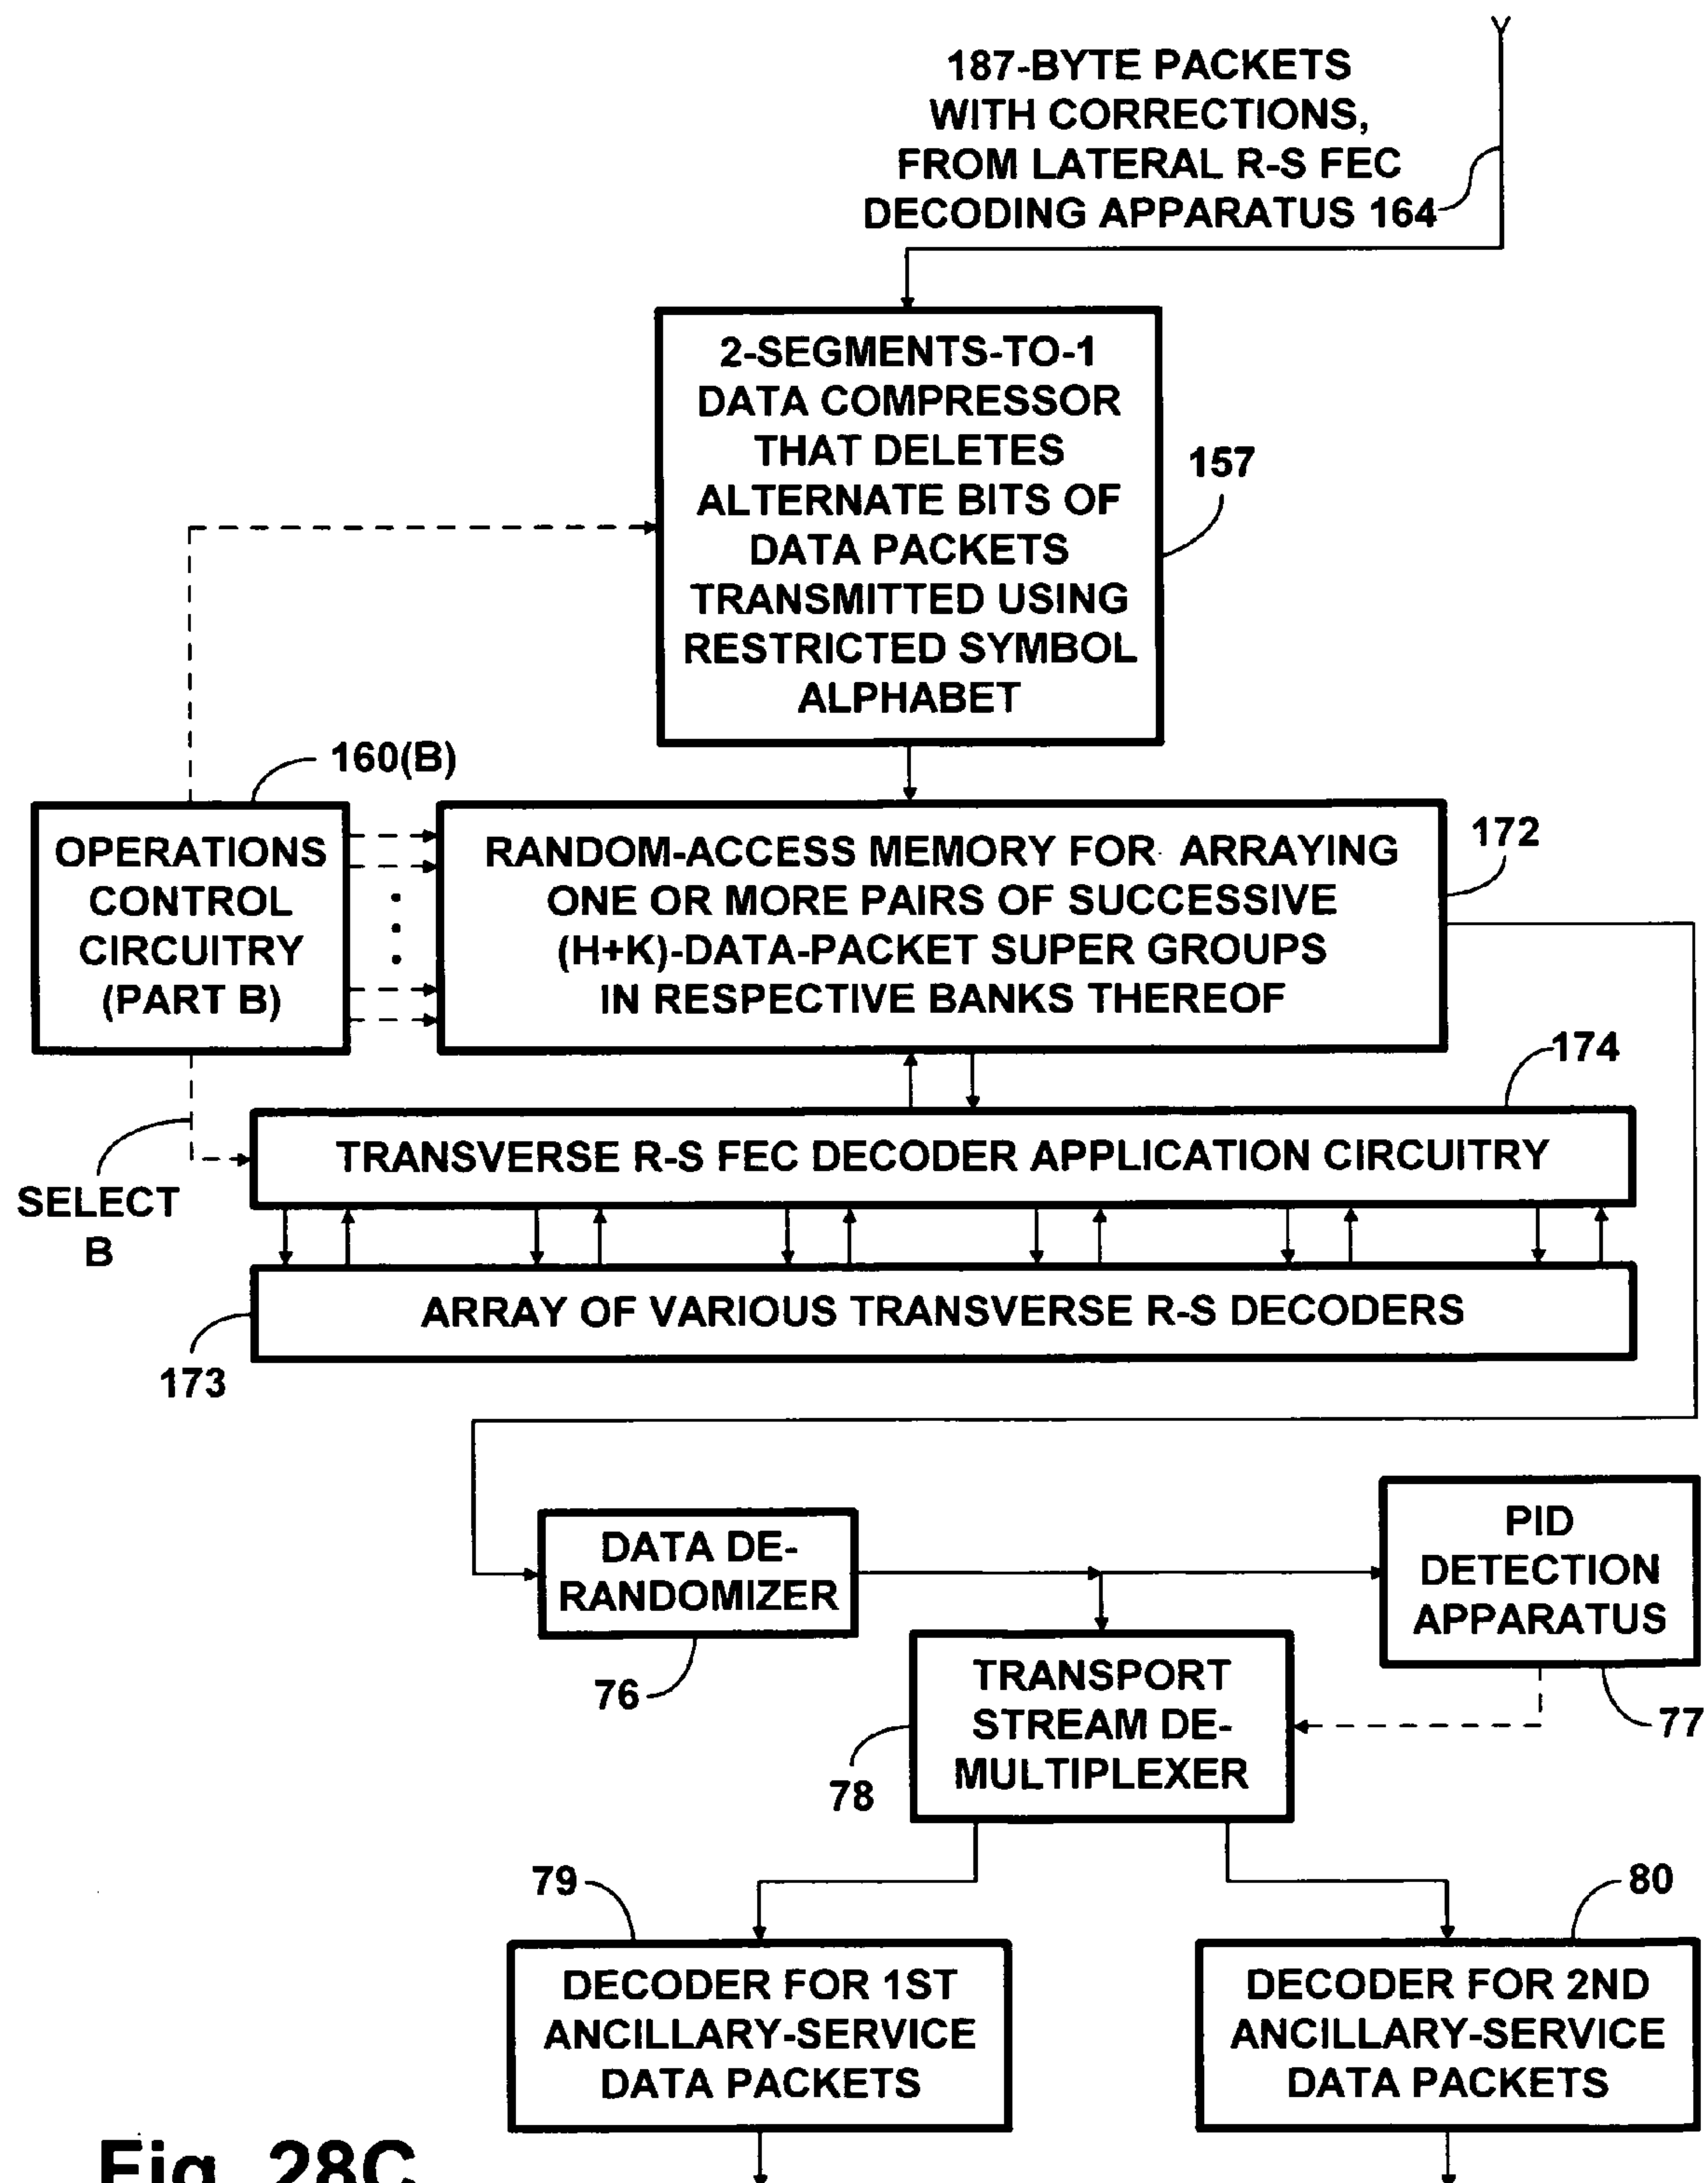 187-BYTE PACKETS
WITH CORRECTIONS,
FROM LATERAL R-S FEC
DECODING APPARATUS 164
2-SEGMENTS-TO-1
DATA COMPRESSOR
THAT DELETES
ALTERNATE BITS OF
DATA PACKETS
TRANSMITTED USING
RESTRICTED SYMBOL
ALPHABET
157
160(B)
OPERATIONS
CONTROL
CIRCUITRY
(PART B)
RANDOM-ACCESS MEMORY FOR ARRAYING
ONE OR MORE PAIRS OF SUCCESSIVE
(H+K)-DATA-PACKET SUPER GROUPS
IN RESPECTIVE BANKS THEREOF
172
174
TRANSVERSE R-S FEC DECODER APPLICATION CIRCUITRY
SELECT
B
ARRAY OF VARIOUS TRANSVERSE R-S DECODERS
173
DATA DE-
RANDOMIZER
76
PID
DETECTION
APPARATUS
77
TRANSPORT
STREAM DE-
MULTIPLEXER
78
79
DECODER FOR 1ST
ANCILLARY-SERVICE
DATA PACKETS
80
DECODER FOR 2ND
ANCILLARY-SERVICE
DATA PACKETS
Fig. 28C